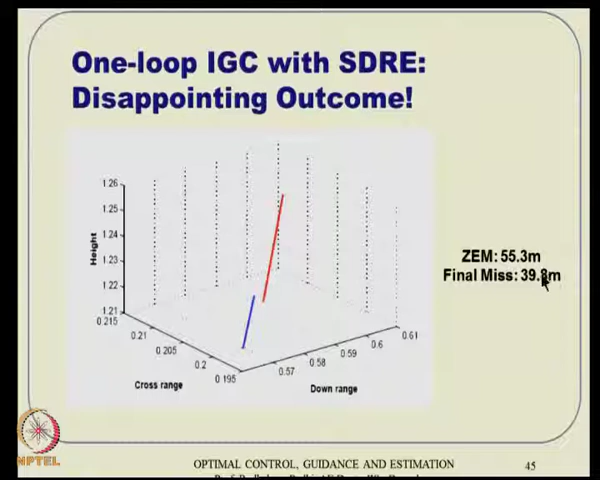 One-loop IGC with SDRE:
Disappointing Outcome!
1.26
1.25
1.24
1.23
1.22
1.21
Height
0.215
0.21
0.205
0.2
0.195
Cross range
0.57
0.58
0.59
0.6
0.61
Down range
ZEM: 55.3m
Final Miss: 39.8m
NPTEL
OPTIMAL CONTROL, GUIDANCE AND ESTIMATION
45